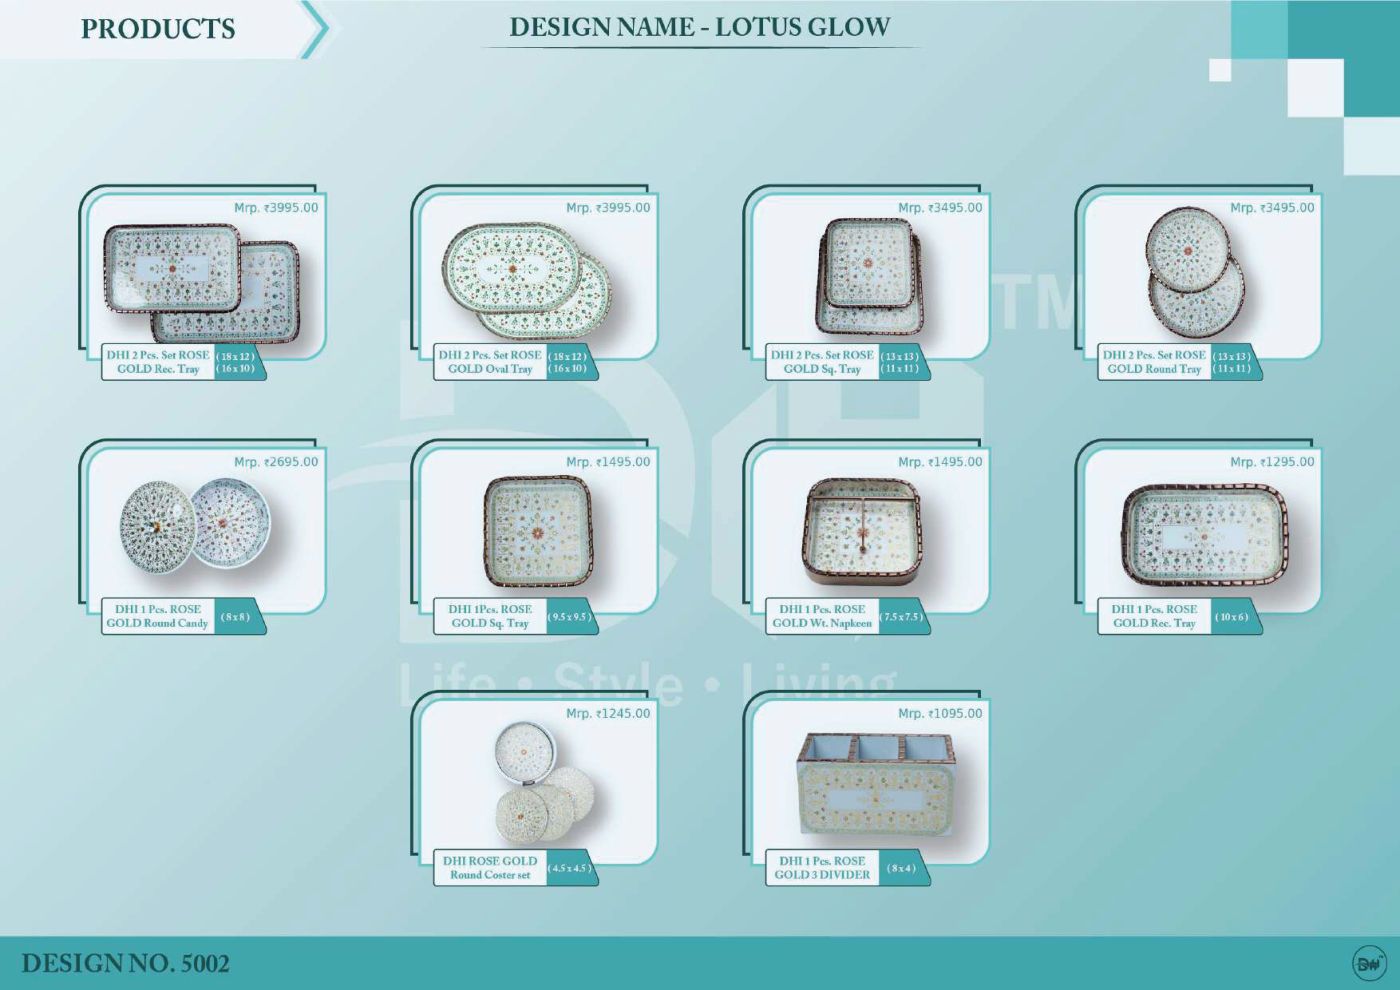 PRODUCTS
DESIGN NAME - LOTUS GLOW
Mrp. ₹3995.00
DHI 2 Pcs. Set ROSE
GOLD Rec. Tray
( 18 x 12 )
( 16 x 10 )
Mrp. ₹3995.00
DHI 2 Pcs. Set ROSE
GOLD Oval Tray
( 18 x 12 )
( 16 x 10 )
Mrp. ₹3495.00
DHI 2 Pcs. Set ROSE
GOLD Sq. Tray
( 13 x 13 )
( 11 x 11 )
Mrp. ₹3495.00
DHI 2 Pcs. Set ROSE
GOLD Round Tray
( 13 x 13 )
( 11 x 11 )
TM
Mrp. ₹2695.00
DHI 1 Pcs. ROSE
GOLD Round Candy
( 8 x 8 )
Mrp. ₹1495.00
DHI 1Pcs. ROSE
GOLD Sq. Tray
( 9.5 x 9.5 )
Mrp. ₹1495.00
DHI 1 Pcs. ROSE
GOLD Wt. Napkeen
( 7.5 x 7.5 )
Mrp. ₹1295.00
DHI 1 Pcs. ROSE
GOLD Rec. Tray
( 10 x 6 )
Life • Style • Living
Mrp. ₹1245.00
DHI ROSE GOLD
Round Coster set
( 4.5 x 4.5 )
Mrp. ₹1095.00
DHI 1 Pcs. ROSE
GOLD 3 DIVIDER
( 8 x 4 )
DESIGN NO. 5002